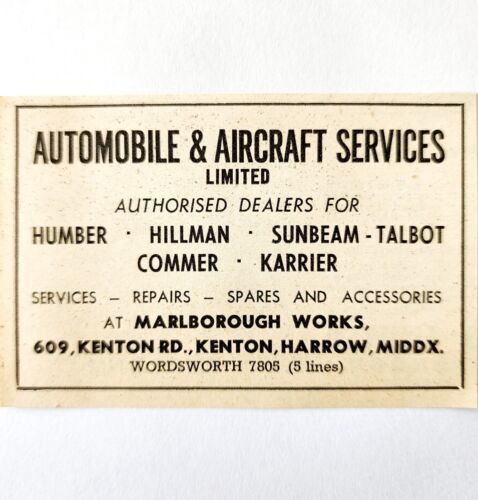 AUTOMOBILE & AIRCRAFT SERVICES
LIMITED
AUTHORISED DEALERS FOR
HUMBER · HILLMAN · SUNBEAM - TALBOT
COMMER · KARRIER
SERVICES – REPAIRS – SPARES AND ACCESSORIES
AT MARLBOROUGH WORKS,
609, KENTON RD., KENTON, HARROW, MIDDX.
WORDSWORTH 7805 (5 lines)